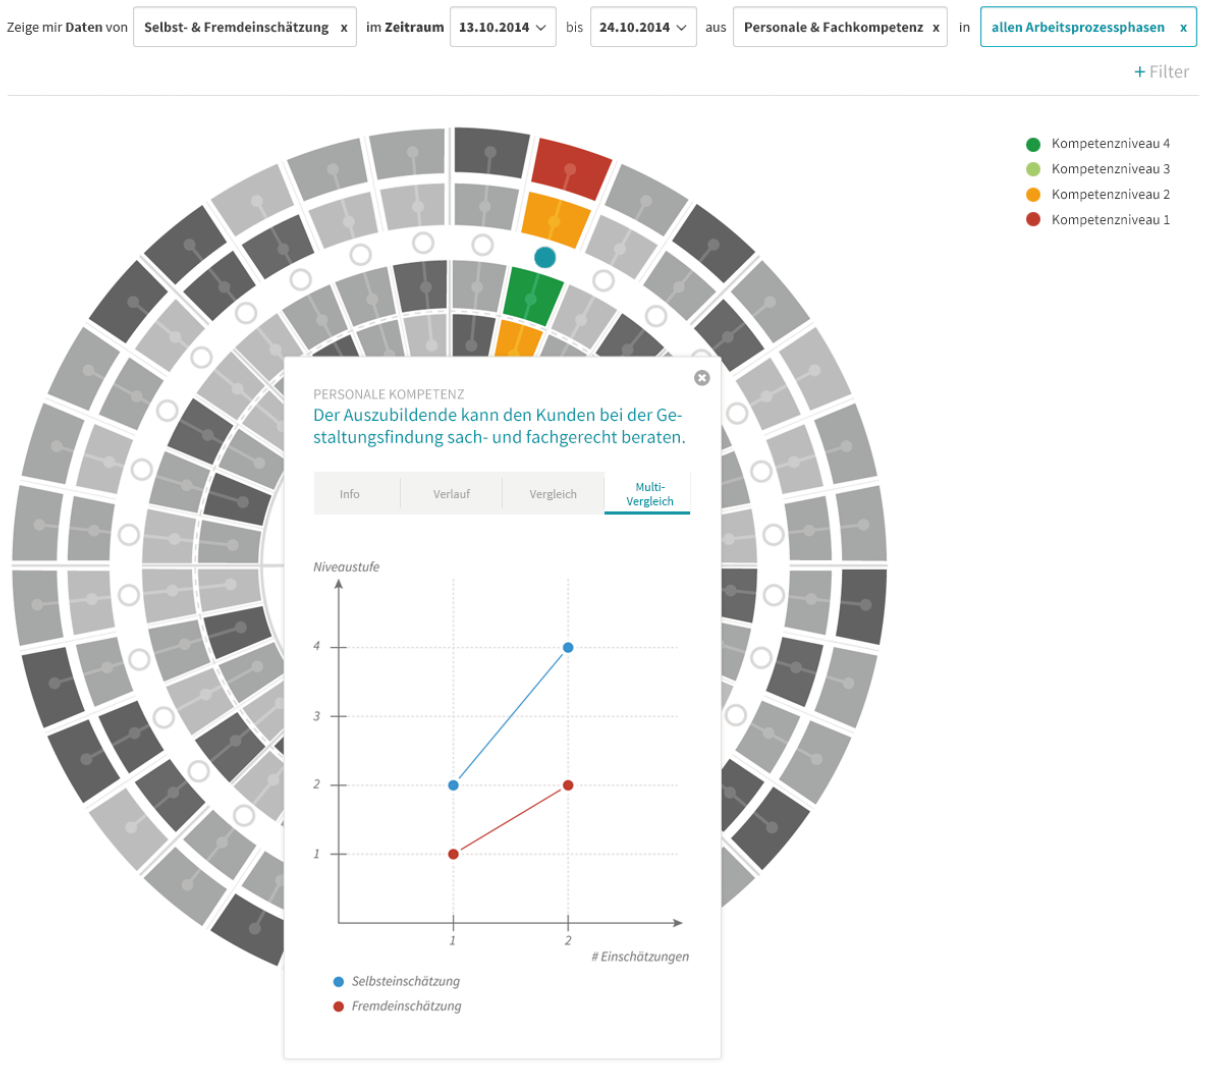 Zeige mir Daten von Selbst- & Fremdeinschätzung x im Zeitraum 13.10.2014 bis 24.10.2014 aus Personale & Fachkompetenz x in allen Arbeitsprozessphasen x
+ Filter
Kompetenzniveau 4
Kompetenzniveau 3
Kompetenzniveau 2
Kompetenzniveau 1
PERSONALE KOMPETENZ
Der Auszubildende kann den Kunden bei der Ge-
staltungsfindung sach- und fachgerecht beraten.
Info Verlauf Vergleich Multi-
Vergleich
Niveaustufe
4
3
2
1
1 2
# Einschätzungen
Selbsteinschätzung
Fremdeinschätzung